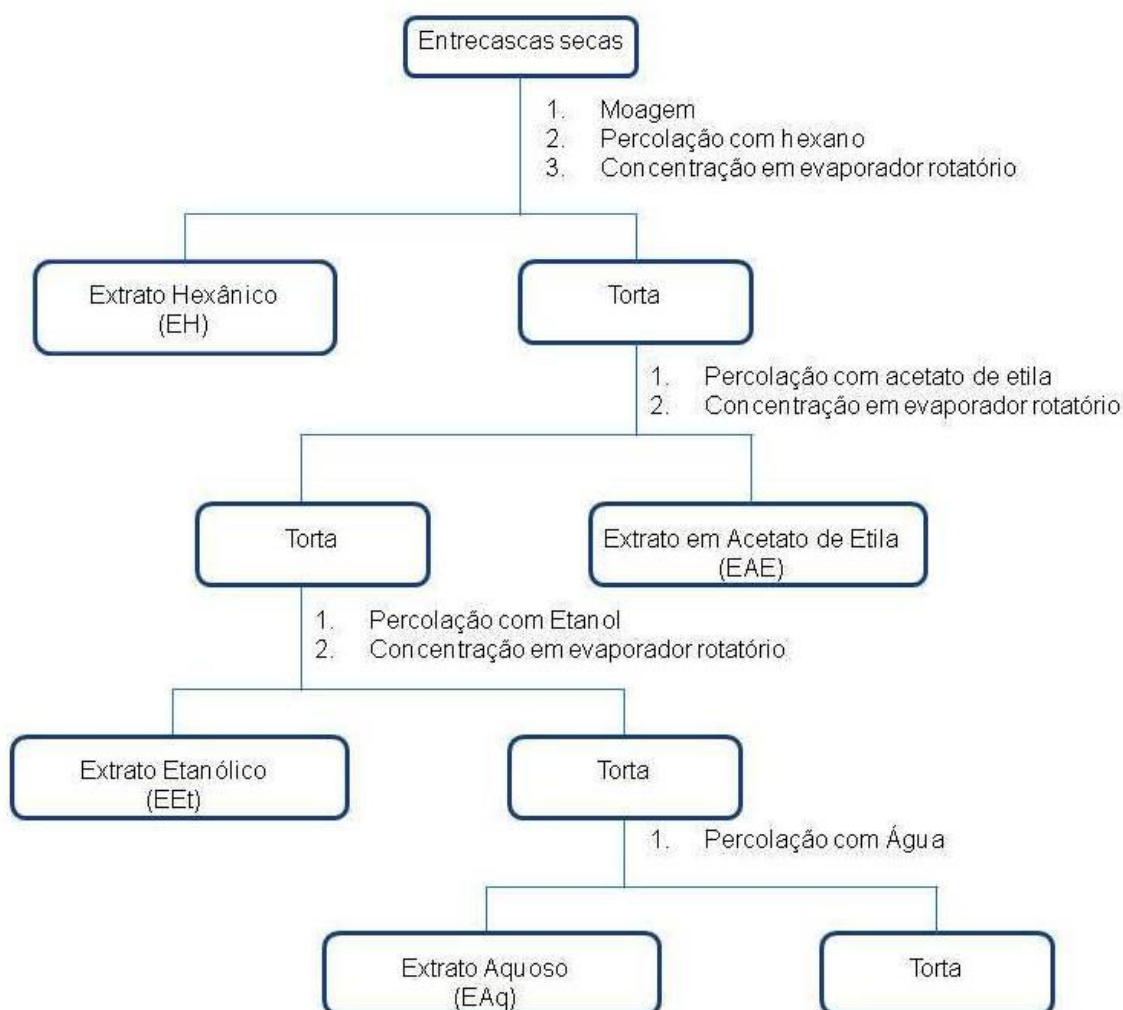 Entrecascas secas
1. Moagem
2. Percolação com hexano
3. Concentração em evaporador rotatório
Extrato Hexânico
(EH)
Torta
1. Percolação com acetato de etila
2. Concentração em evaporador rotatório
Torta
Extrato em Acetato de Etila
(EAE)
1. Percolação com Etanol
2. Concentração em evaporador rotatório
Extrato Etanólico
(EEt)
Torta
1. Percolação com Água
Extrato Aquoso
(EAq)
Torta